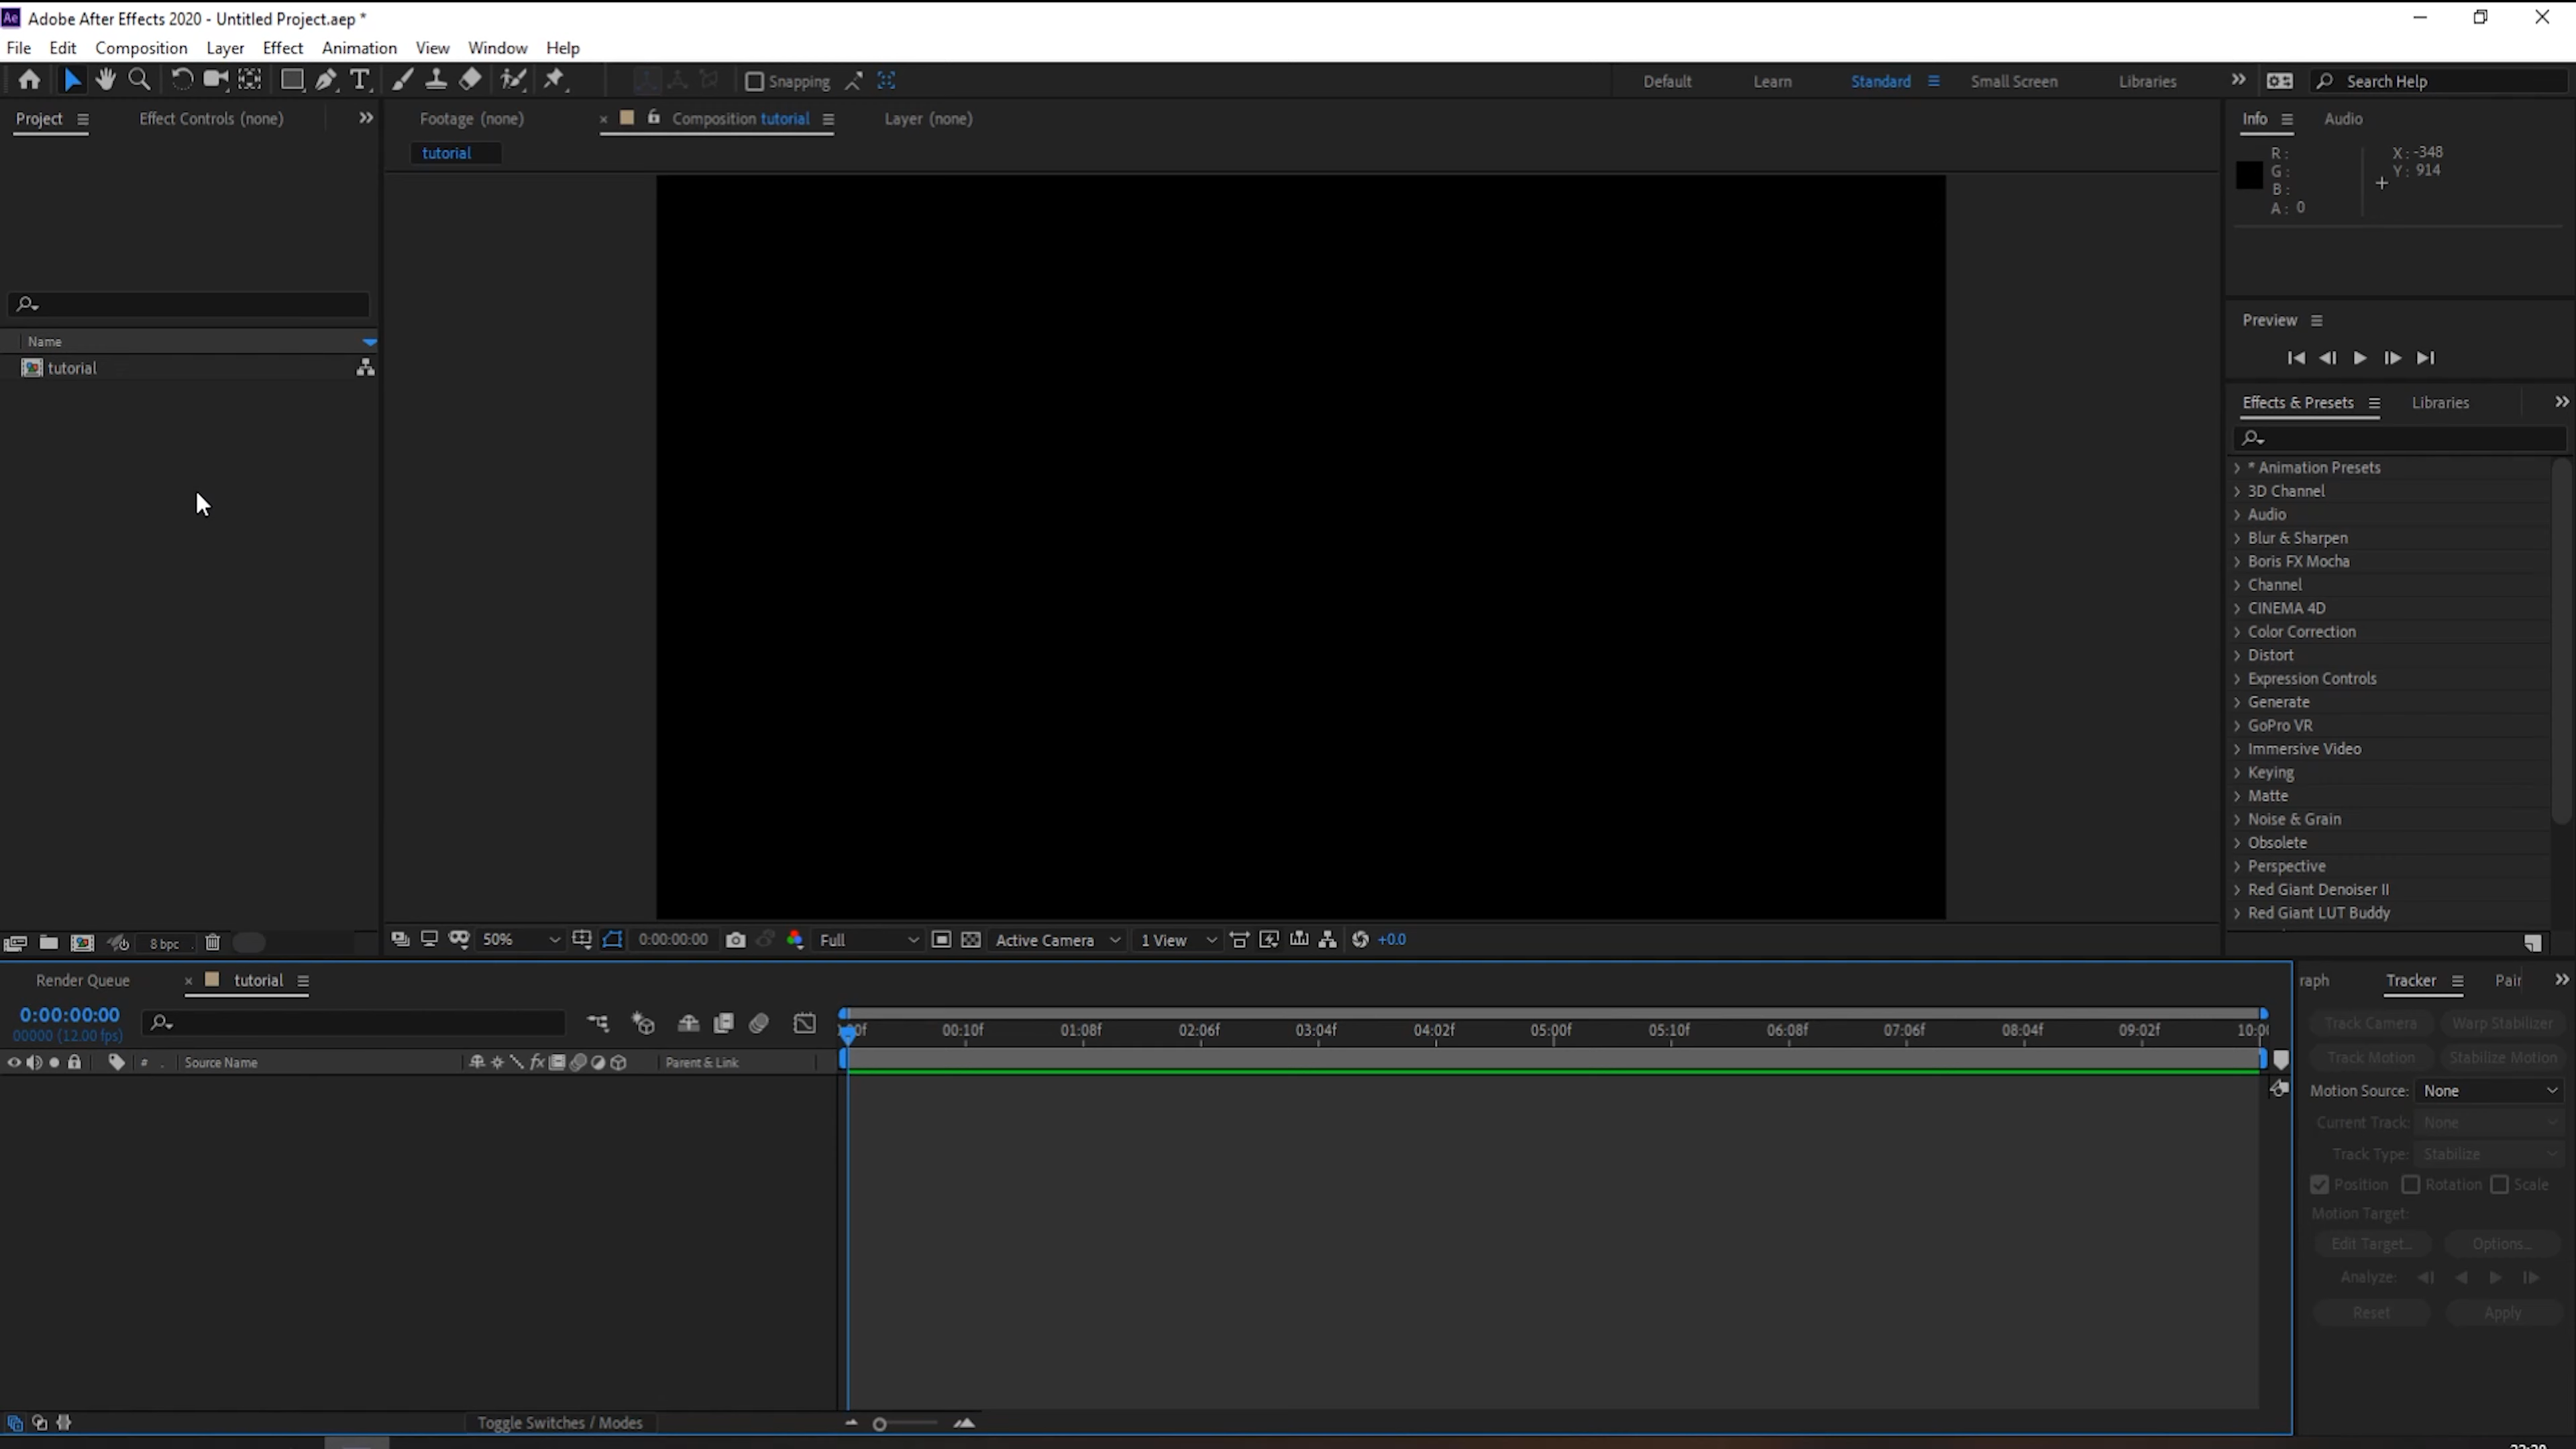 Ae Adobe After Effects 2020 - Untitled Project.aep *
File Edit Composition Layer Effect Animation View Window Help
T Snapping Default Learn Standard Small Screen Libraries Search Help
Project Effect Controls (none)
Footage (none) Composition tutorial Layer (none)
tutorial
Name
tutorial
8 bpc
50% 0:00:00:00 Full Active Camera 1 View +0.0
Info Audio
R :
G :
B :
A : 0
X : -348
Y : 914
Preview
Effects & Presets Libraries
* Animation Presets
3D Channel
Audio
Blur & Sharpen
Boris FX Mocha
Channel
CINEMA 4D
Color Correction
Distort
Expression Controls
Generate
GoPro VR
Immersive Video
Keying
Matte
Noise & Grain
Obsolete
Perspective
Red Giant Denoiser II
Red Giant LUT Buddy
Render Queue tutorial
0:00:00:00
00000 (12.00 fps)
# Source Name fx Parent & Link
00f 00:10f 01:08f 02:06f 03:04f 04:02f 05:00f 05:10f 06:08f 07:06f 08:04f 09:02f 10:00
Toggle Switches / Modes
raph Tracker Pair
Track Camera Warp Stabilizer
Track Motion Stabilize Motion
Motion Source: None
Current Track: None
Track Type: Stabilize
Position Rotation Scale
Motion Target:
Edit Target... Options...
Analyze:
Reset Apply